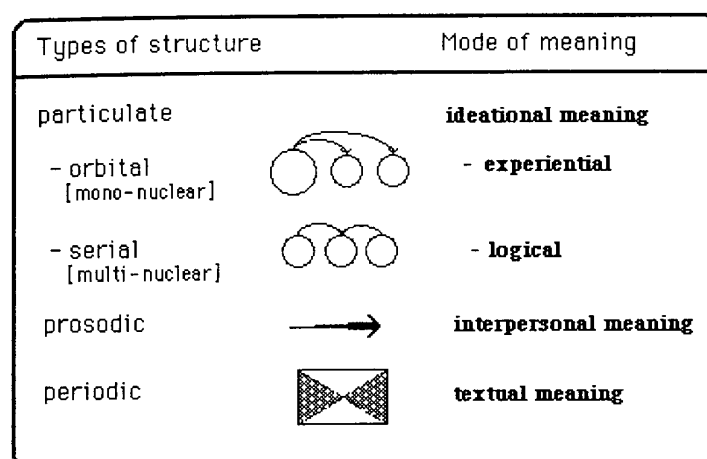 Types of structure Mode of meaning
particulate ideational meaning
- orbital - experiential
[mono-nuclear]
- serial - logical
[multi-nuclear]
prosodic interpersonal meaning
periodic textual meaning